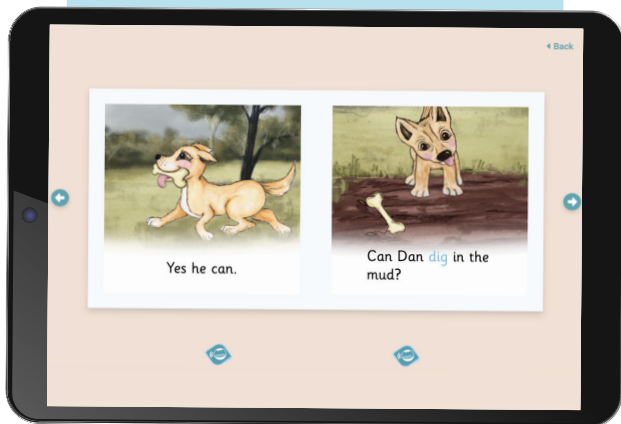 Back
Yes he can.
Can Dan dig in the
mud?